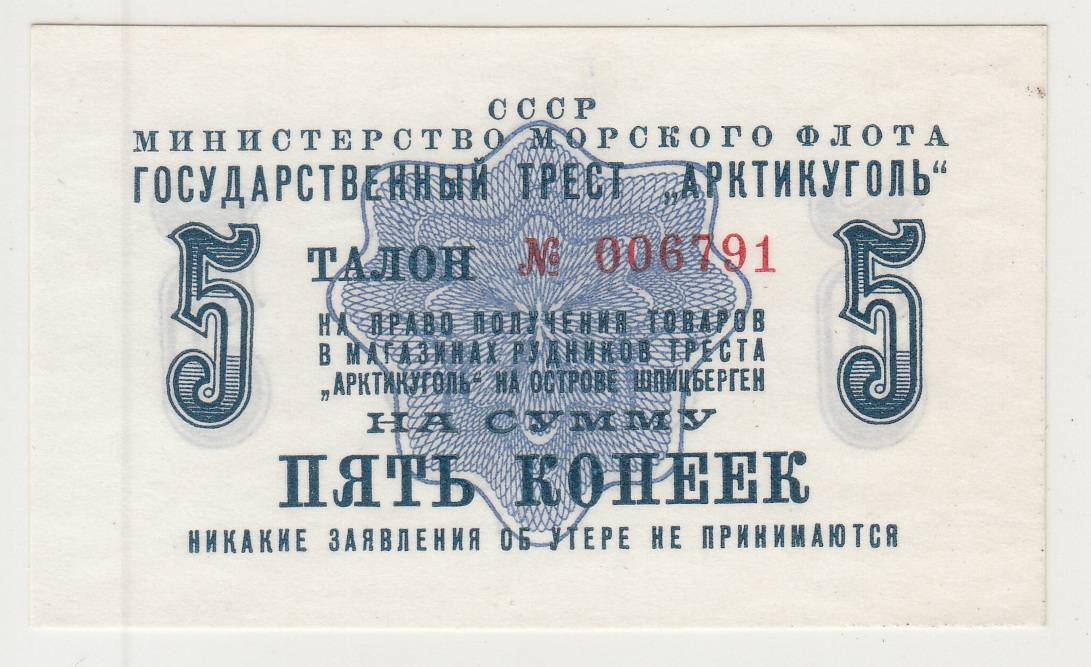 СССР
МИНИСТЕРСТВО МОРСКОГО ФЛОТА
ГОСУДАРСТВЕННЫЙ ТРЕСТ „АРКТИКУГОЛЬ“
5 ТАЛОН № 006791 5
НА ПРАВО ПОЛУЧЕНИЯ ТОВАРОВ
В МАГАЗИНАХ РУДНИКОВ ТРЕСТА
„АРКТИКУГОЛЬ“ НА ОСТРОВЕ ШПИЦБЕРГЕН
НА СУММУ
ПЯТЬ КОПЕЕК
НИКАКИЕ ЗАЯВЛЕНИЯ ОБ УТЕРЕ НЕ ПРИНИМАЮТСЯ